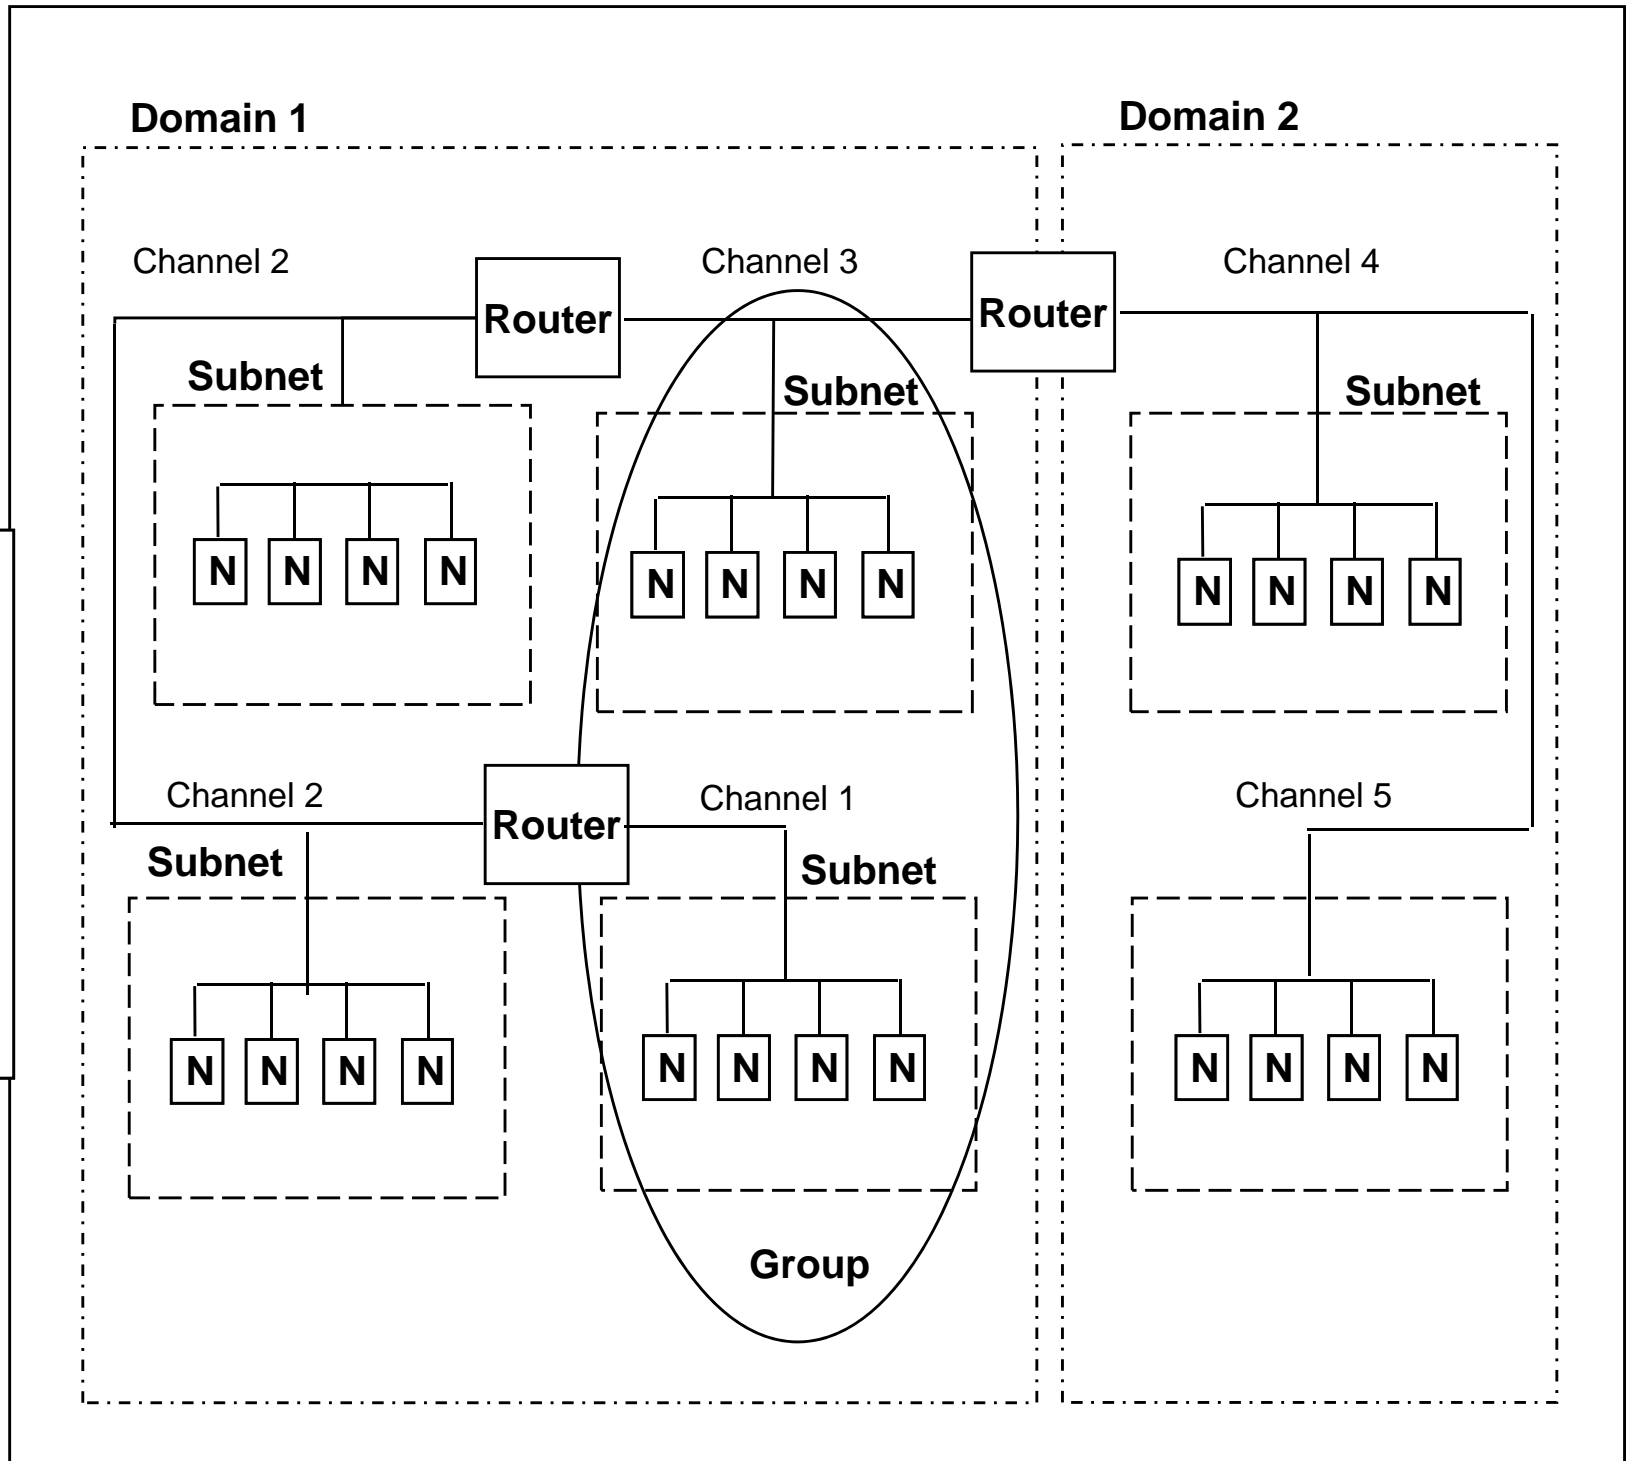 Domain 1
Domain 2
Channel 2
Channel 3
Channel 4
Router
Router
Subnet
Subnet
Subnet
N N N N
N N N N
N N N N
Channel 2
Channel 1
Channel 5
Router
Subnet
Subnet
N N N N
N N N N
N N N N
Group